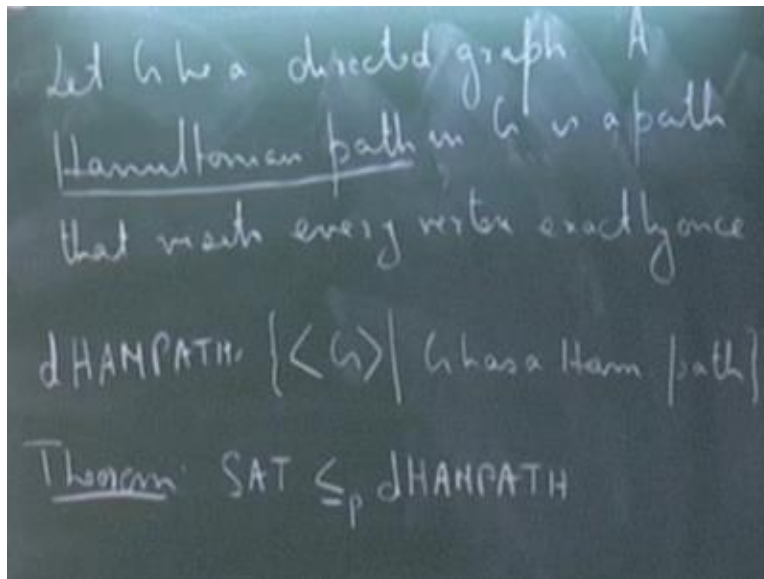 Let G be a directed graph A
Hamiltonian path in G is a path
that visits every vertex exactly once
dHAMPATH = {<G>| G has a Ham path}
Theorem: SAT ≤p dHAMPATH